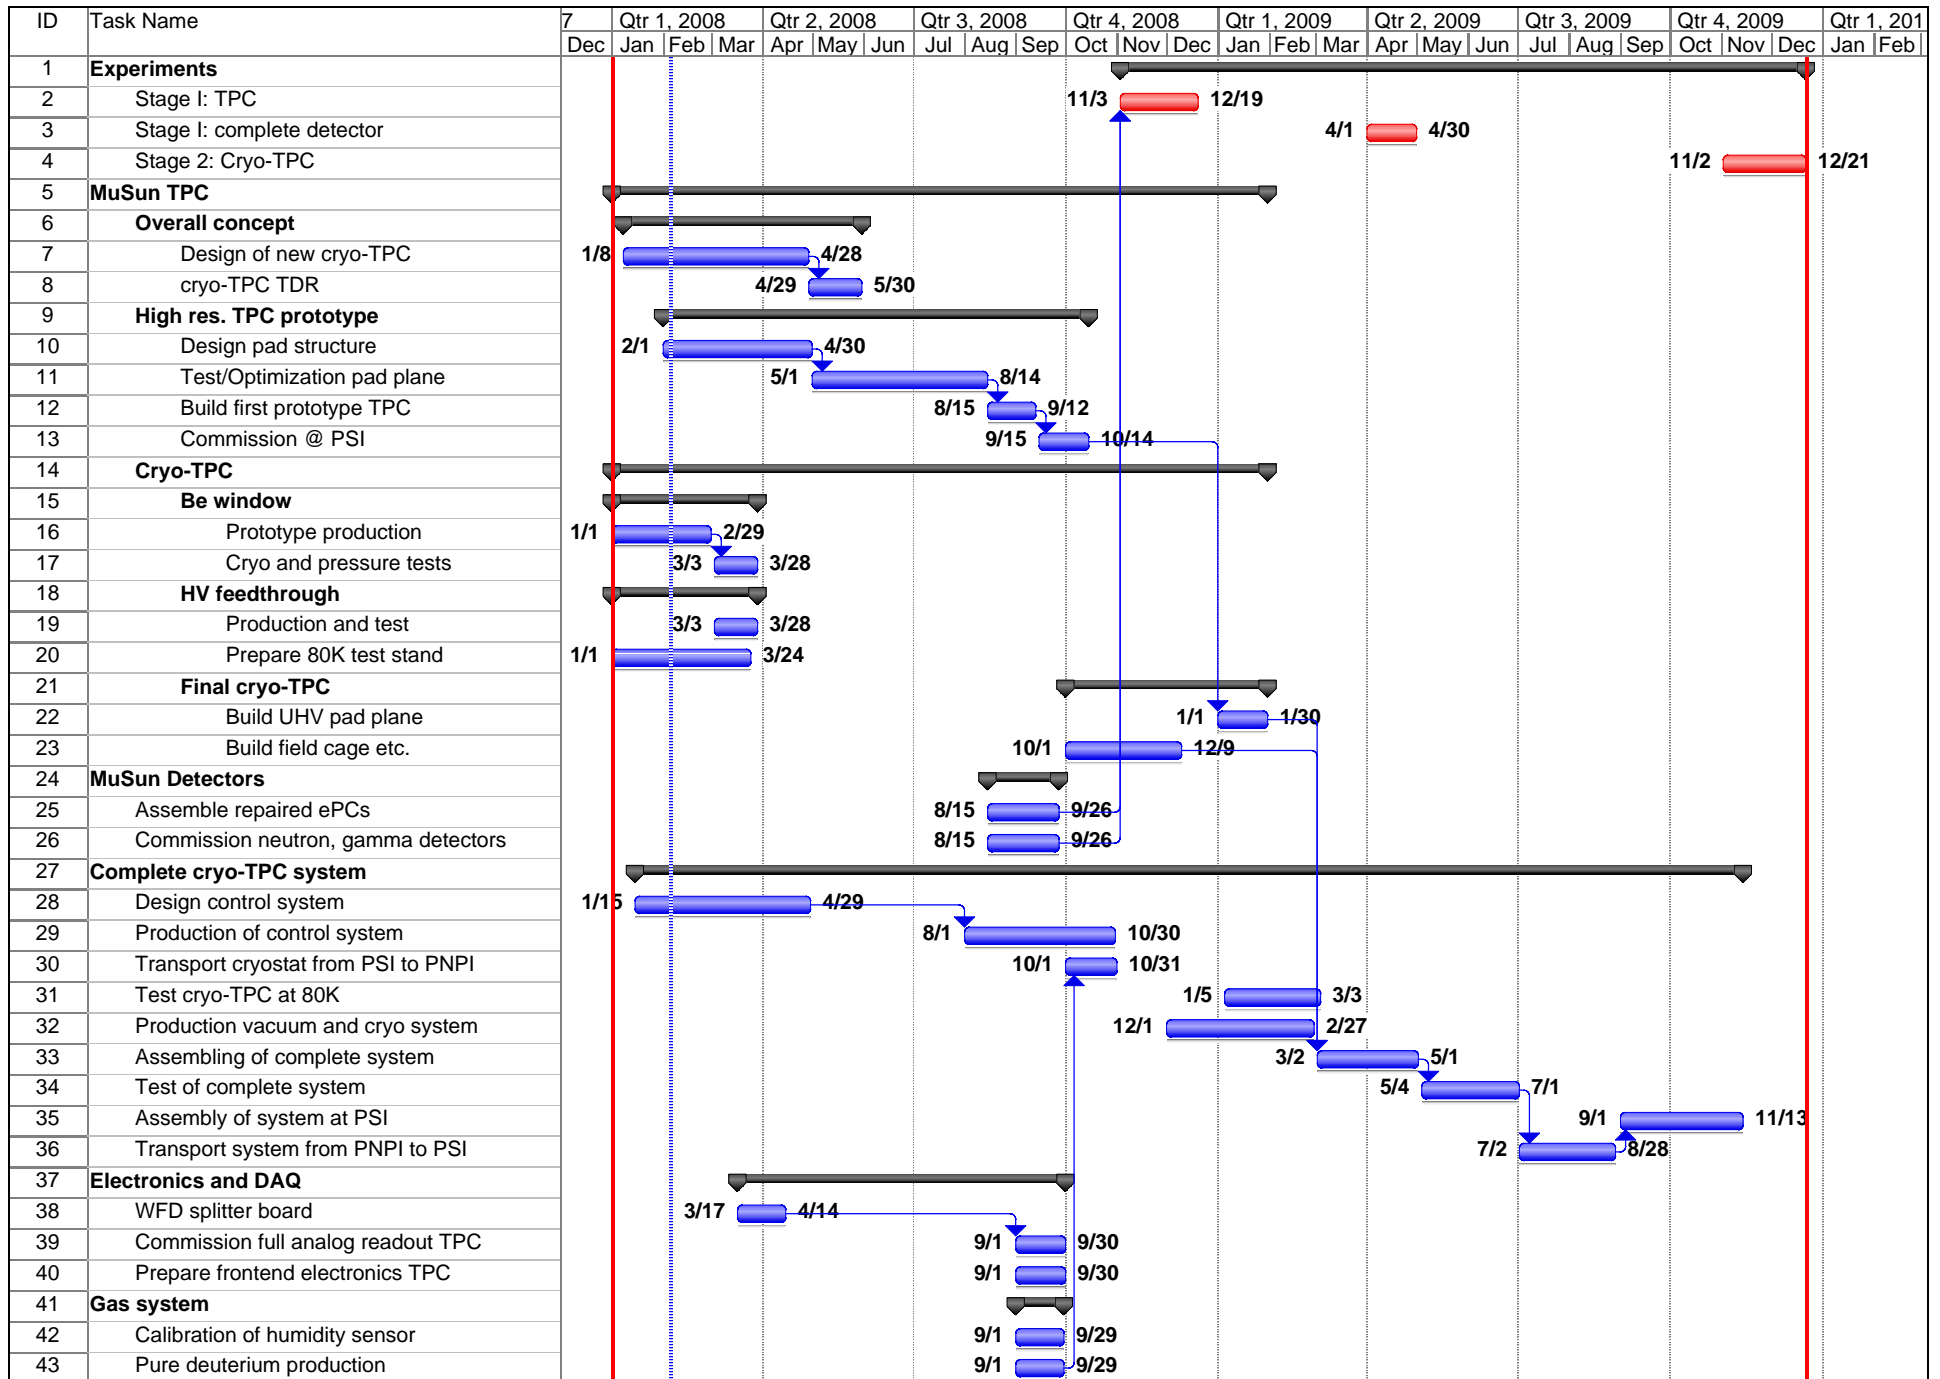 ID Task Name 7 Qtr 1, 2008 Qtr 2, 2008 Qtr 3, 2008 Qtr 4, 2008 Qtr 1, 2009 Qtr 2, 2009 Qtr 3, 2009 Qtr 4, 2009 Qtr 1, 201
Dec Jan Feb Mar Apr May Jun Jul Aug Sep Oct Nov Dec Jan Feb Mar Apr May Jun Jul Aug Sep Oct Nov Dec Jan Feb
1 Experiments
2 Stage I: TPC 11/3 12/19
3 Stage I: complete detector 4/1 4/30
4 Stage 2: Cryo-TPC 11/2 12/21
5 MuSun TPC
6 Overall concept
7 Design of new cryo-TPC 1/8 4/28
8 cryo-TPC TDR 4/29 5/30
9 High res. TPC prototype
10 Design pad structure 2/1 4/30
11 Test/Optimization pad plane 5/1 8/14
12 Build first prototype TPC 8/15 9/12
13 Commission @ PSI 9/15 10/14
14 Cryo-TPC
15 Be window
16 Prototype production 1/1 2/29
17 Cryo and pressure tests 3/3 3/28
18 HV feedthrough
19 Production and test 3/3 3/28
20 Prepare 80K test stand 1/1 3/24
21 Final cryo-TPC
22 Build UHV pad plane 1/1 1/30
23 Build field cage etc. 10/1 12/9
24 MuSun Detectors
25 Assemble repaired ePCs 8/15 9/26
26 Commission neutron, gamma detectors 8/15 9/26
27 Complete cryo-TPC system
28 Design control system 1/15 4/29
29 Production of control system 8/1 10/30
30 Transport cryostat from PSI to PNPI 10/1 10/31
31 Test cryo-TPC at 80K 1/5 3/3
32 Production vacuum and cryo system 12/1 2/27
33 Assembling of complete system 3/2 5/1
34 Test of complete system 5/4 7/1
35 Assembly of system at PSI 9/1 11/13
36 Transport system from PNPI to PSI 7/2 8/28
37 Electronics and DAQ
38 WFD splitter board 3/17 4/14
39 Commission full analog readout TPC 9/1 9/30
40 Prepare frontend electronics TPC 9/1 9/30
41 Gas system
42 Calibration of humidity sensor 9/1 9/29
43 Pure deuterium production 9/1 9/29